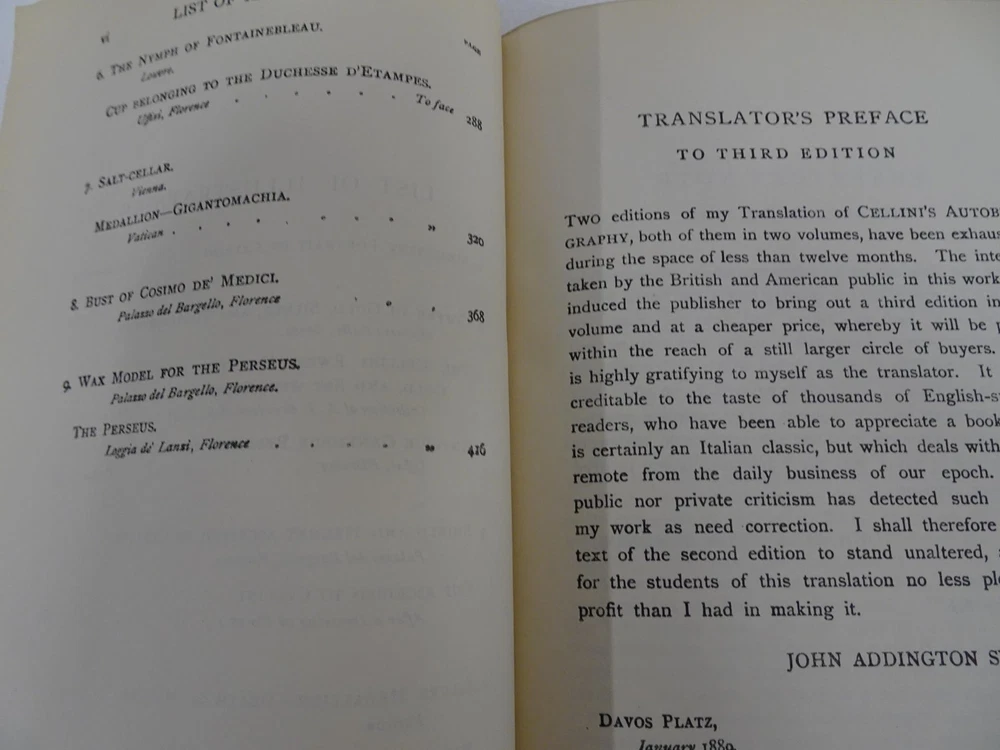 vi
LIST OF
PAGE
6. THE NYMPH OF FONTAINEBLEAU.
Louvre.
CUP BELONGING TO THE DUCHESSE D'ETAMPES.
Uffizi, Florence . . . . . . To face 288
7. SALT-CELLAR.
Vienna.
MEDALLION—GIGANTOMACHIA.
Vatican . . . . . . . „ 320
8. BUST OF COSIMO DE' MEDICI.
Palazzo del Bargello, Florence . . . 368
9. WAX MODEL FOR THE PERSEUS.
Palazzo del Bargello, Florence.
THE PERSEUS.
Loggia de' Lanzi, Florence . . . . „ 416
TRANSLATOR'S PREFACE
TO THIRD EDITION
TWO editions of my Translation of CELLINI'S AUTOB
GRAPHY, both of them in two volumes, have been exhaus
during the space of less than twelve months. The inte
taken by the British and American public in this work
induced the publisher to bring out a third edition in
volume and at a cheaper price, whereby it will be p
within the reach of a still larger circle of buyers.
is highly gratifying to myself as the translator. It
creditable to the taste of thousands of English-s
readers, who have been able to appreciate a book
is certainly an Italian classic, but which deals with
remote from the daily business of our epoch.
public nor private criticism has detected such
my work as need correction. I shall therefore
text of the second edition to stand unaltered,
for the students of this translation no less ple
profit than I had in making it.
JOHN ADDINGTON S
DAVOS PLATZ,
January 1889.